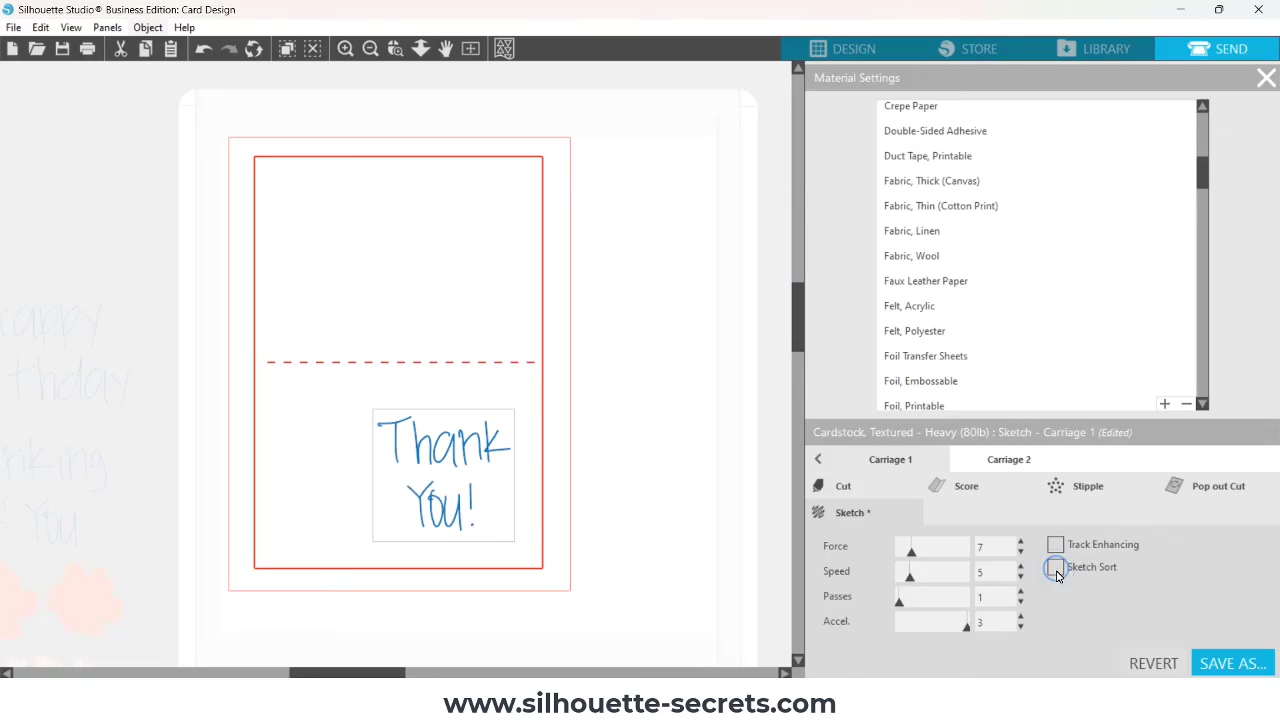 Silhouette Studio® Business Edition: Card Design
File Edit View Panels Object Help
DESIGN STORE LIBRARY SEND
Material Settings
Crepe Paper
Double-Sided Adhesive
Duct Tape, Printable
Fabric, Thick (Canvas)
Fabric, Thin (Cotton Print)
Fabric, Linen
Fabric, Wool
Faux Leather Paper
Felt, Acrylic
Felt, Polyester
Foil Transfer Sheets
Foil, Embossable
Foil, Printable
Thank
You!
Cardstock, Textured - Heavy (80lb) : Sketch - Carriage 1 (Edited)
Carriage 1 Carriage 2
Cut Score Stipple Pop out Cut
Sketch *
Force 7 Track Enhancing
Speed 5 Sketch Sort
Passes 1
Accel. 3
REVERT SAVE AS...
www.silhouette-secrets.com